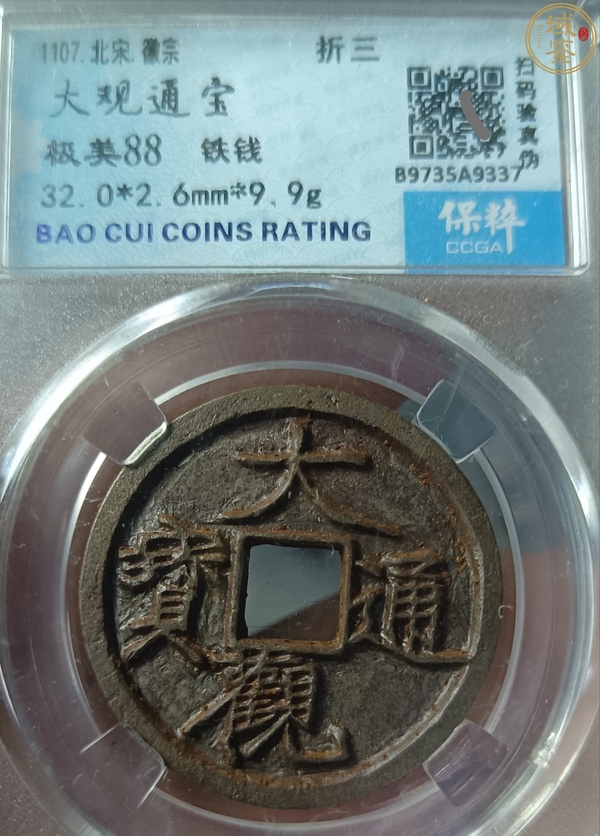 1107.北宋.徽宗 折三
大观通宝
极美88 铁钱
32.0*2.6mm*9.9g
BAO CUI COINS RATING
扫码验真伪
B9735A9337
保粹
CCGA
大
通
觀
寶